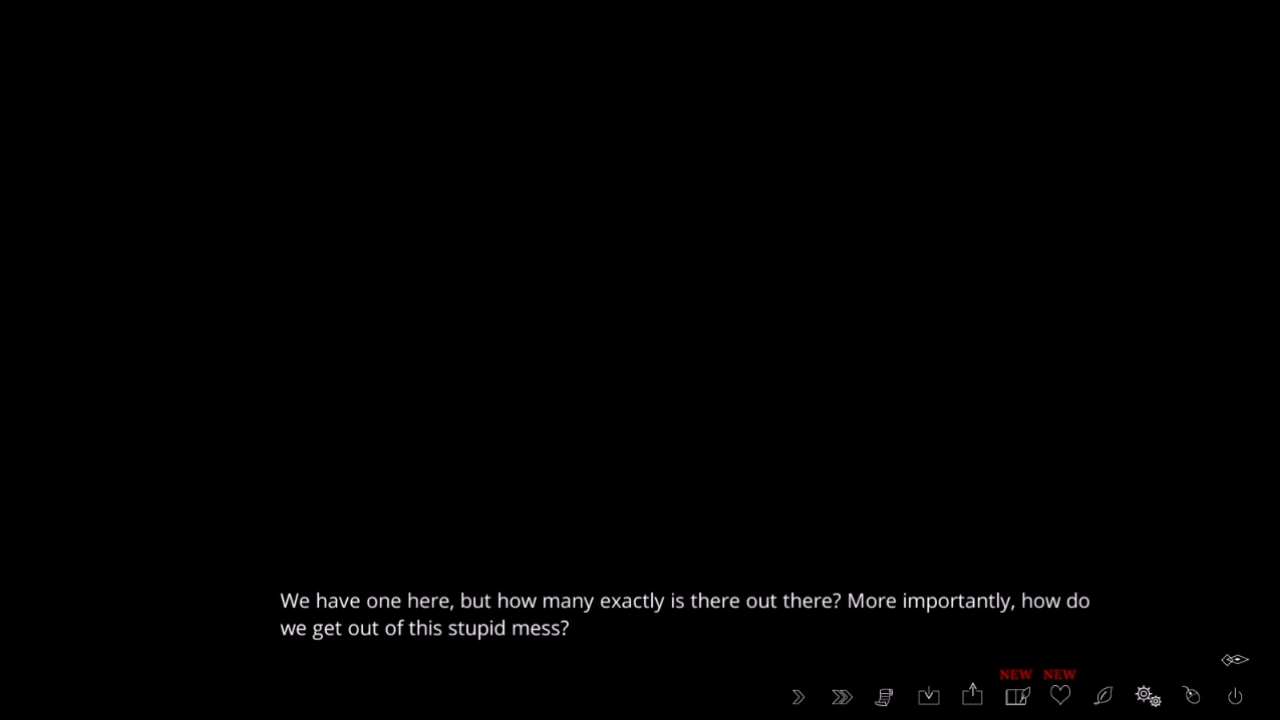 We have one here, but how many exactly is there out there? More importantly, how do
we get out of this stupid mess?
NEW NEW